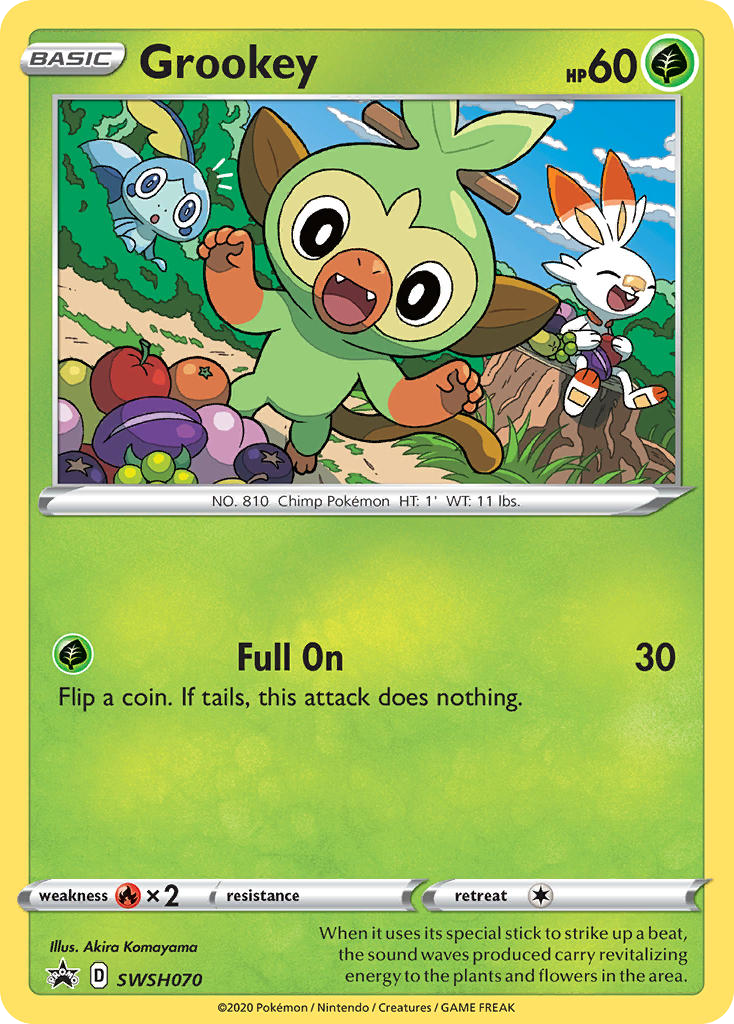 BASIC Grookey HP60
NO. 810 Chimp Pokémon HT: 1' WT: 11 lbs.
Full On 30
Flip a coin. If tails, this attack does nothing.
weakness ×2 resistance retreat
Illus. Akira Komayama
When it uses its special stick to strike up a beat,
the sound waves produced carry revitalizing
energy to the plants and flowers in the area.
PROMO
D SWSH070
©2020 Pokémon / Nintendo / Creatures / GAME FREAK